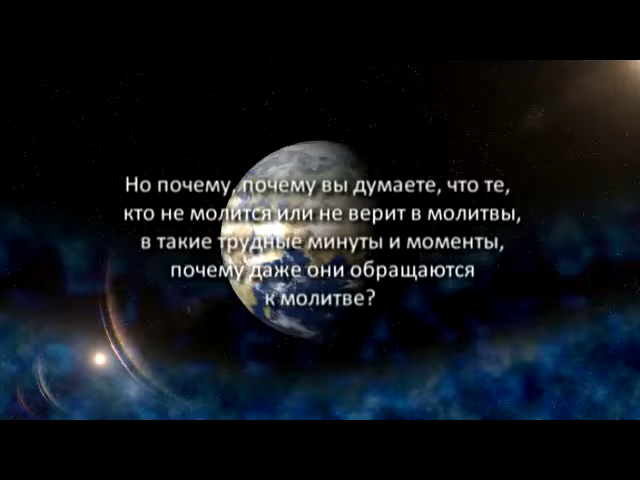 Но почему, почему вы думаете, что те,
кто не молится или не верит в молитвы,
в такие трудные минуты и моменты,
почему даже они обращаются
к молитве?